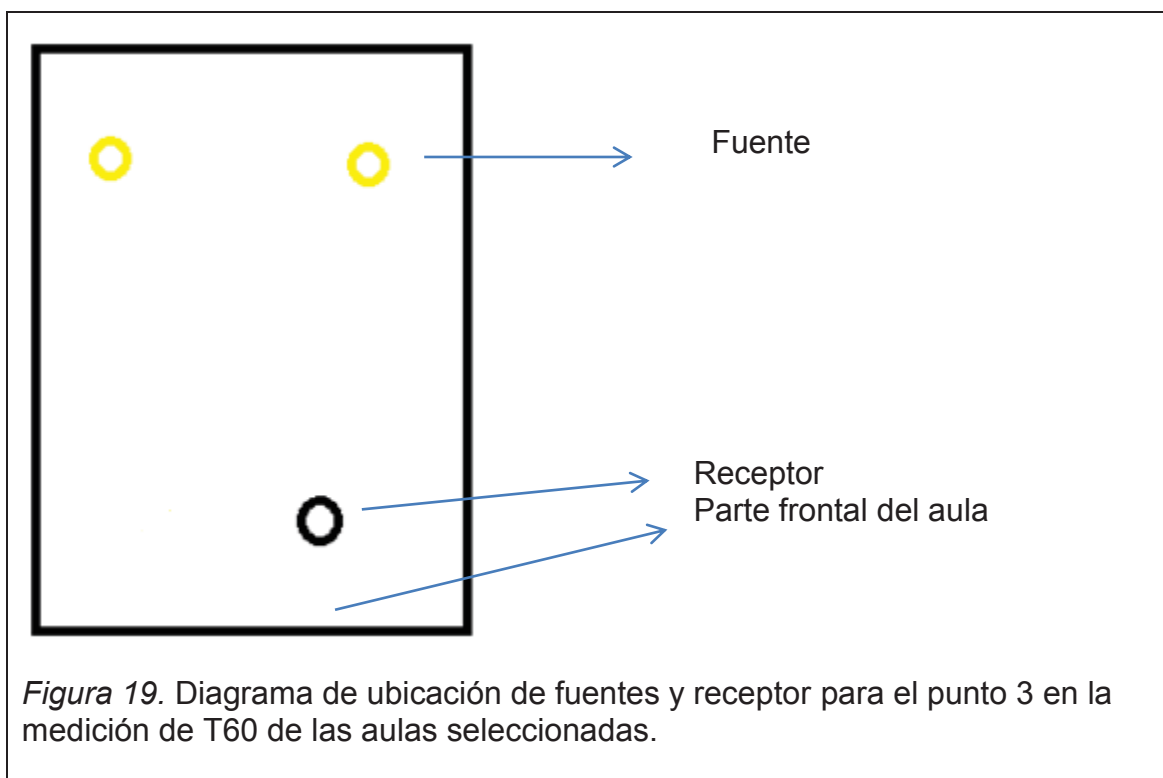 Fuente
Receptor
Parte frontal del aula
Figura 19. Diagrama de ubicación de fuentes y receptor para el punto 3 en la
medición de T60 de las aulas seleccionadas.